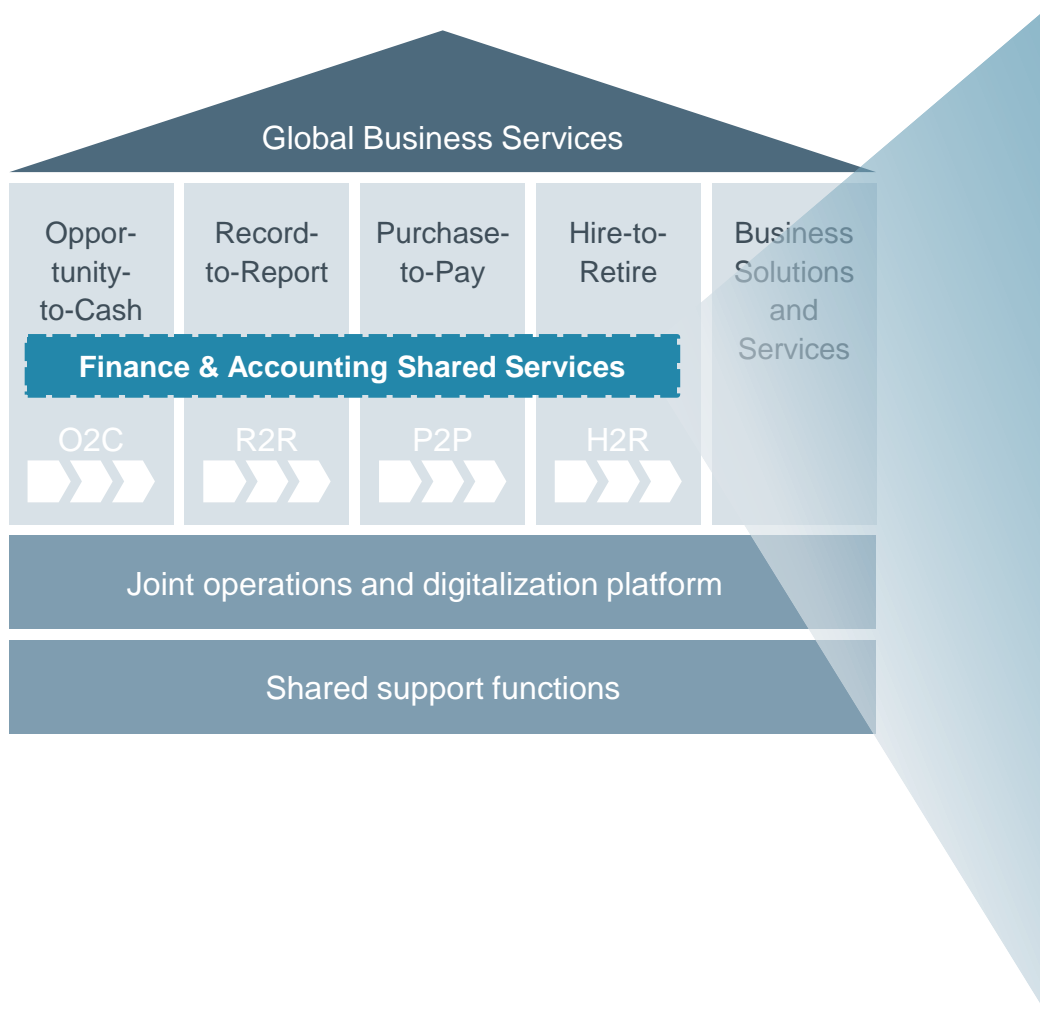 Global Business Services
Oppor-
tunity-
to-Cash
Record-
to-Report
Purchase-
to-Pay
Hire-to-
Retire
Business
Solutions
and
Services
Finance & Accounting Shared Services
O2C
R2R
P2P
H2R
Joint operations and digitalization platform
Shared support functions